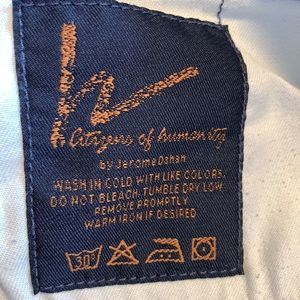 h.
Citizens of humanity
by Jerome Dahan
WASH IN COLD WITH LIKE COLORS.
DO NOT BLEACH. TUMBLE DRY LOW.
REMOVE PROMPTLY
WARM IRON IF DESIRED
30°